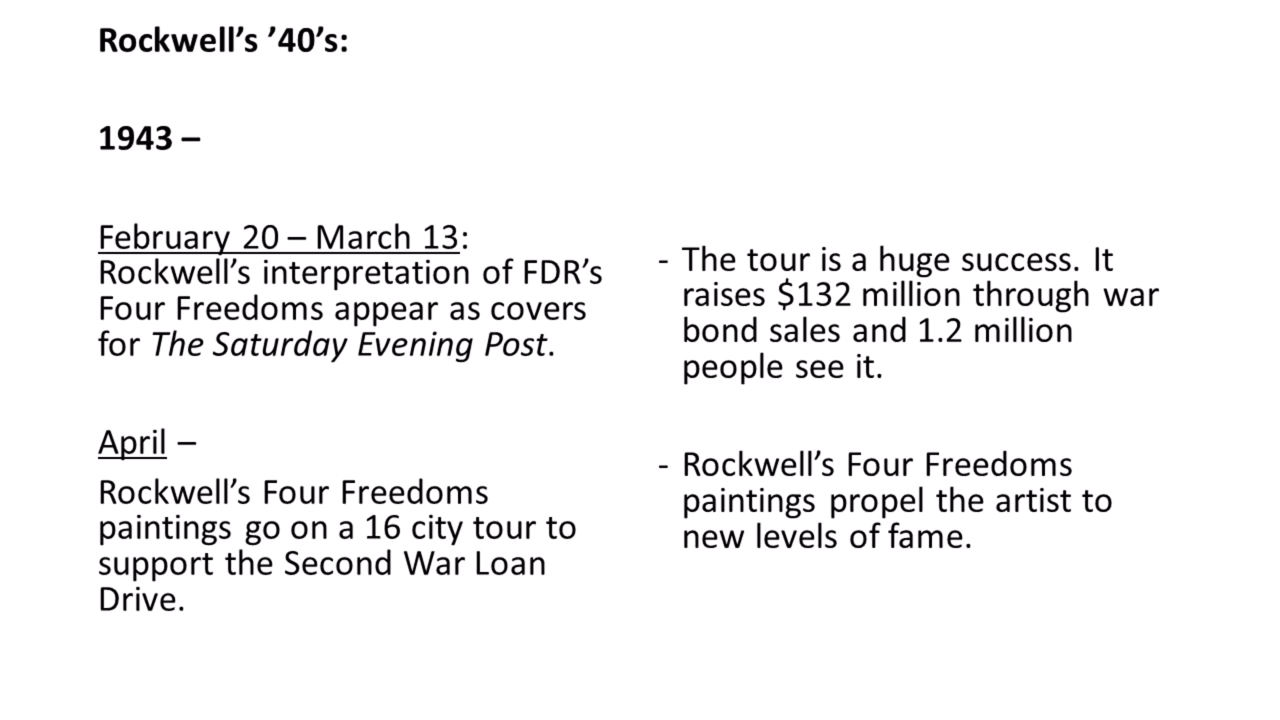 Rockwell’s ’40’s:
1943 –
February 20 – March 13:
Rockwell’s interpretation of FDR’s
Four Freedoms appear as covers
for The Saturday Evening Post.
April –
Rockwell’s Four Freedoms
paintings go on a 16 city tour to
support the Second War Loan
Drive.
- The tour is a huge success. It
raises $132 million through war
bond sales and 1.2 million
people see it.
- Rockwell’s Four Freedoms
paintings propel the artist to
new levels of fame.